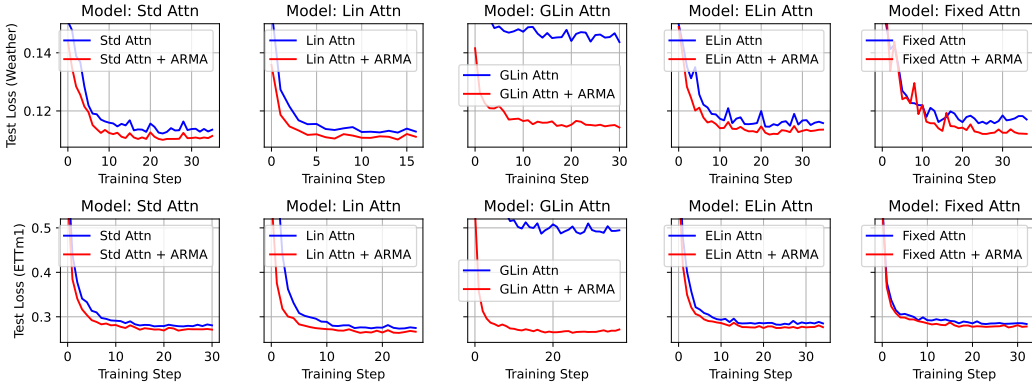 Model: Std Attn
Model: Lin Attn
Model: GLin Attn
Model: ELin Attn
Model: Fixed Attn
Test Loss (Weather)
0.14
0.12
Std Attn
Std Attn + ARMA
0 10 20 30
Training Step
Lin Attn
Lin Attn + ARMA
0 5 10 15
Training Step
GLin Attn
GLin Attn + ARMA
0 10 20 30
Training Step
ELin Attn
ELin Attn + ARMA
0 10 20 30
Training Step
Fixed Attn
Fixed Attn + ARMA
0 10 20 30
Training Step
Model: Std Attn
Model: Lin Attn
Model: GLin Attn
Model: ELin Attn
Model: Fixed Attn
Test Loss (ETTm1)
0.5
0.4
0.3
Std Attn
Std Attn + ARMA
0 10 20 30
Training Step
Lin Attn
Lin Attn + ARMA
0 10 20
Training Step
GLin Attn
GLin Attn + ARMA
20
Training Step
ELin Attn
ELin Attn + ARMA
0 10 20 30
Training Step
Fixed Attn
Fixed Attn + ARMA
0 10 20 30
Training Step